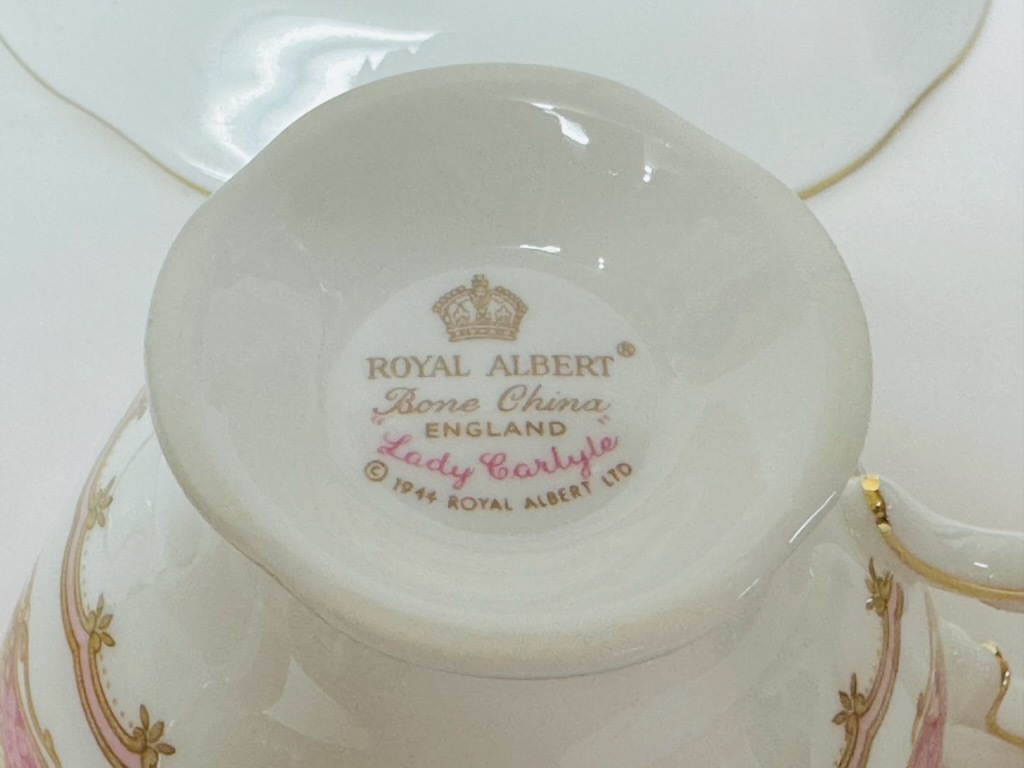 ROYAL ALBERT®
Bone China
ENGLAND
"Lady Carlyle"
© 1944 ROYAL ALBERT LTD